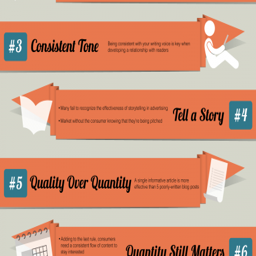 #3 Consistent Tone
Being consistent with your writing voice is key when
developing a relationship with readers.
• Many fail to recognize the effectiveness of storytelling in advertising
• Market without the consumer knowing that they're being pitched
Tell a Story #4
#5 Quality Over Quantity
A single informative article is more
effective than 5 poorly-written blog posts
• Adding to the last rule, consumers
need a consistent flow of content to
stay interested
Quantity Still Matters #6